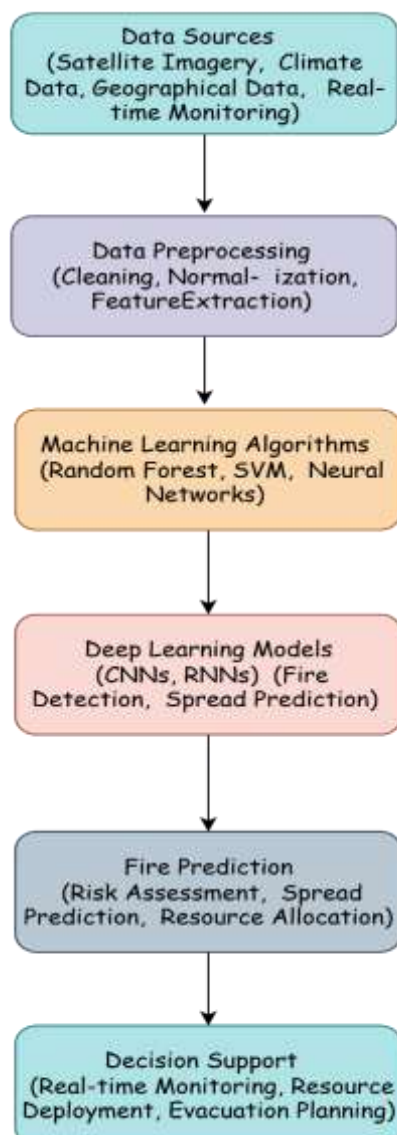 Data Sources
(Satellite Imagery, Climate
Data, Geographical Data, Real-
time Monitoring)
Data Preprocessing
(Cleaning, Normal- ization,
FeatureExtraction)
Machine Learning Algorithms
(Random Forest, SVM, Neural
Networks)
Deep Learning Models
(CNNs, RNNs) (Fire
Detection, Spread Prediction)
Fire Prediction
(Risk Assessment, Spread
Prediction, Resource Allocation)
Decision Support
(Real-time Monitoring, Resource
Deployment, Evacuation Planning)